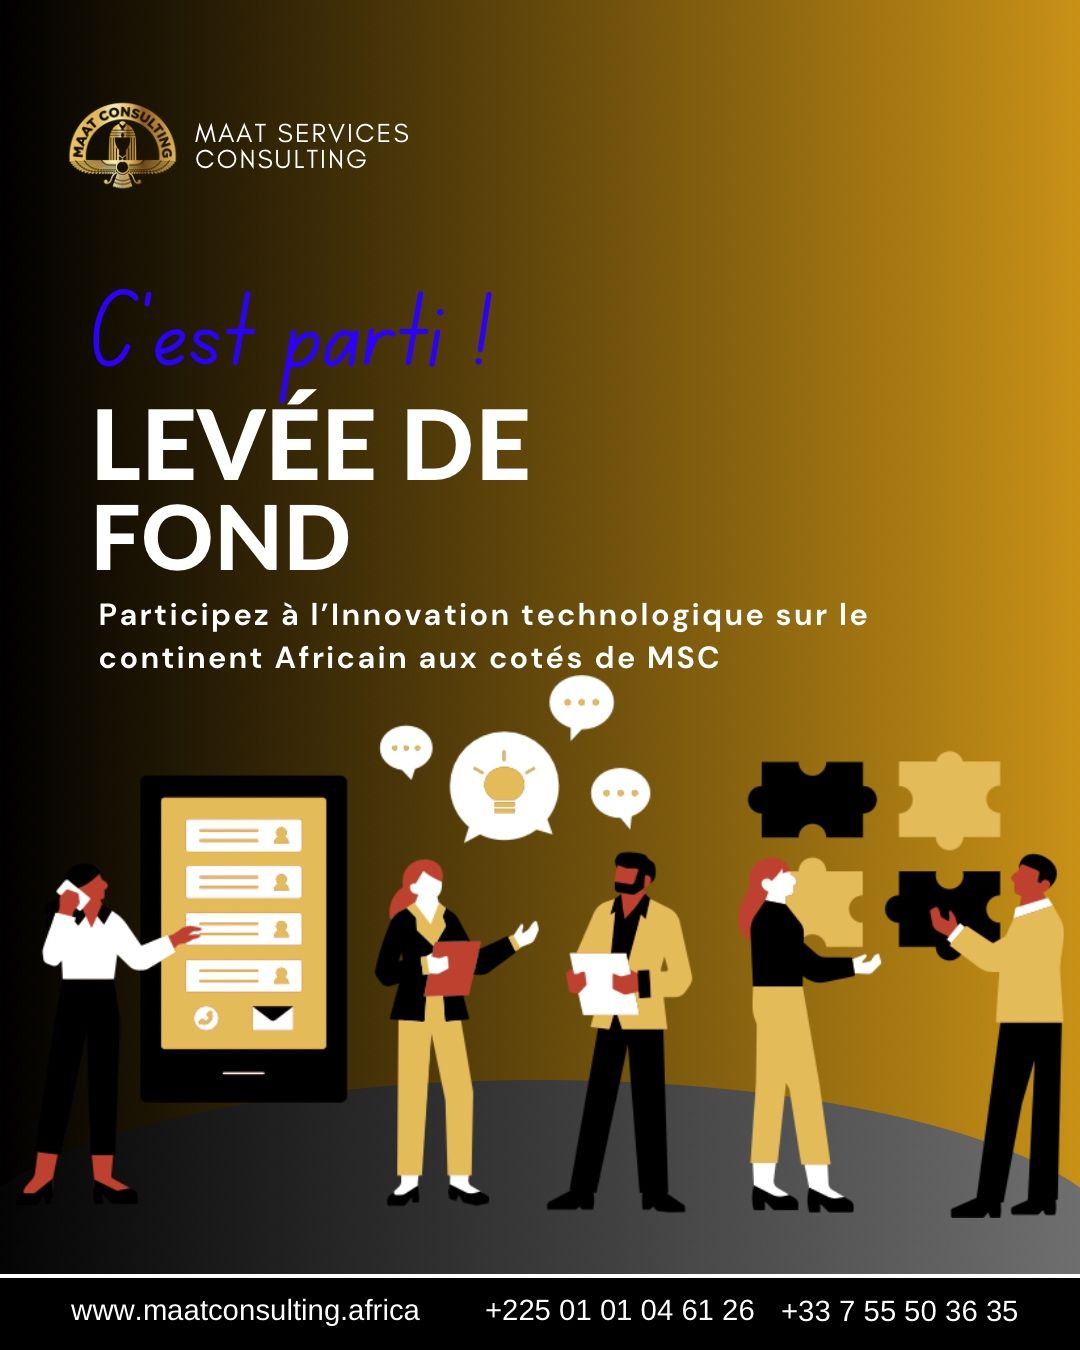 MAAT CONSULTING
MAAT SERVICES
CONSULTING
C'est parti !
LEVÉE DE
FOND
Participez à l’Innovation technologique sur le
continent Africain aux cotés de MSC
www.maatconsulting.africa +225 01 01 04 61 26 +33 7 55 50 36 35